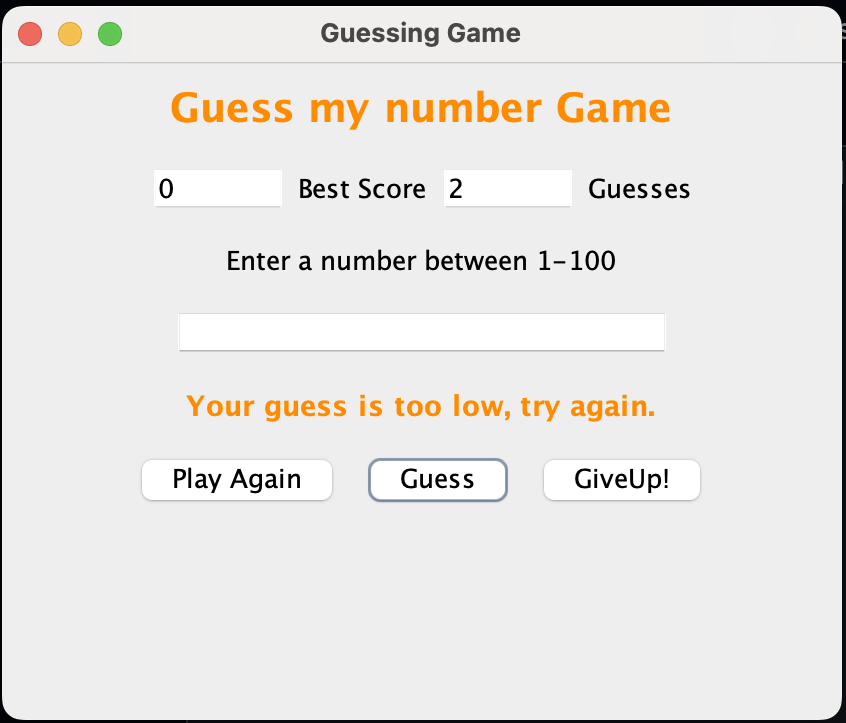 Guessing Game
Guess my number Game
0 Best Score 2 Guesses
Enter a number between 1-100
Your guess is too low, try again.
Play Again Guess GiveUp!